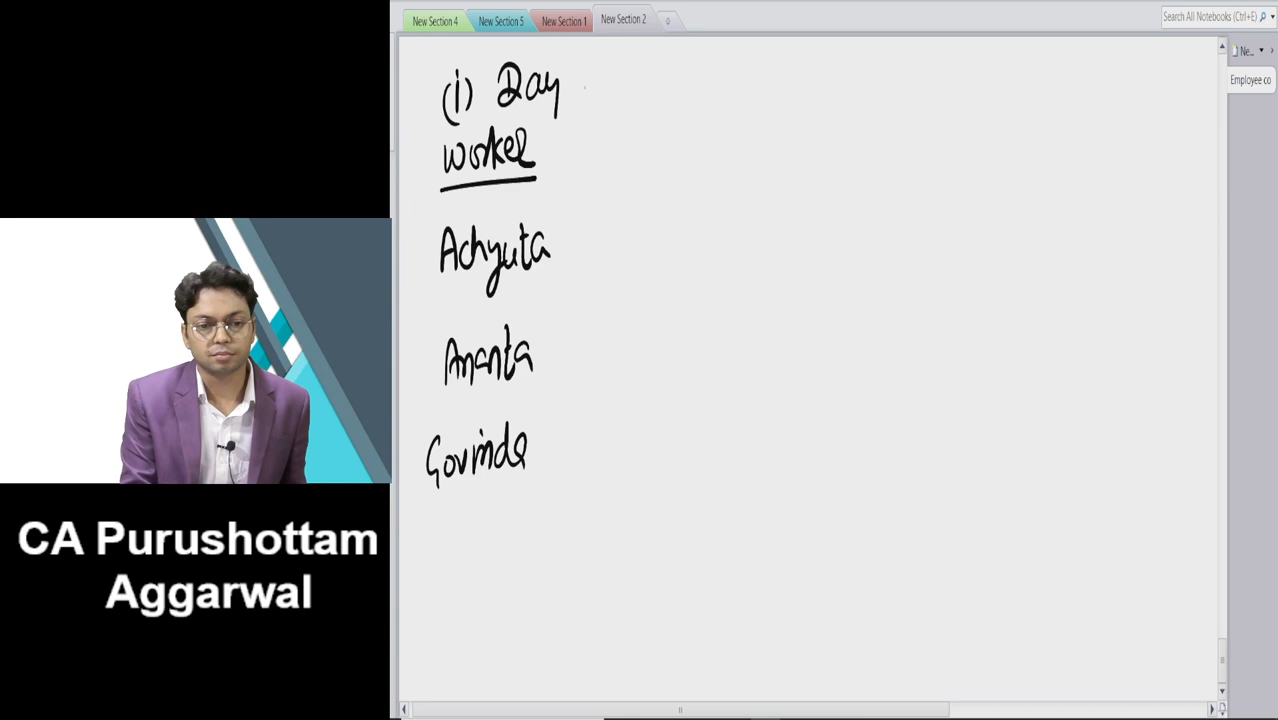 New Section 4 New Section 5 New Section 1 New Section 2
Search All Notebooks (Ctrl+E)
Ne...
Employee co
(i) Day
Worker
Achyuta
Ananta
Govinda
CA Purushottam
Aggarwal